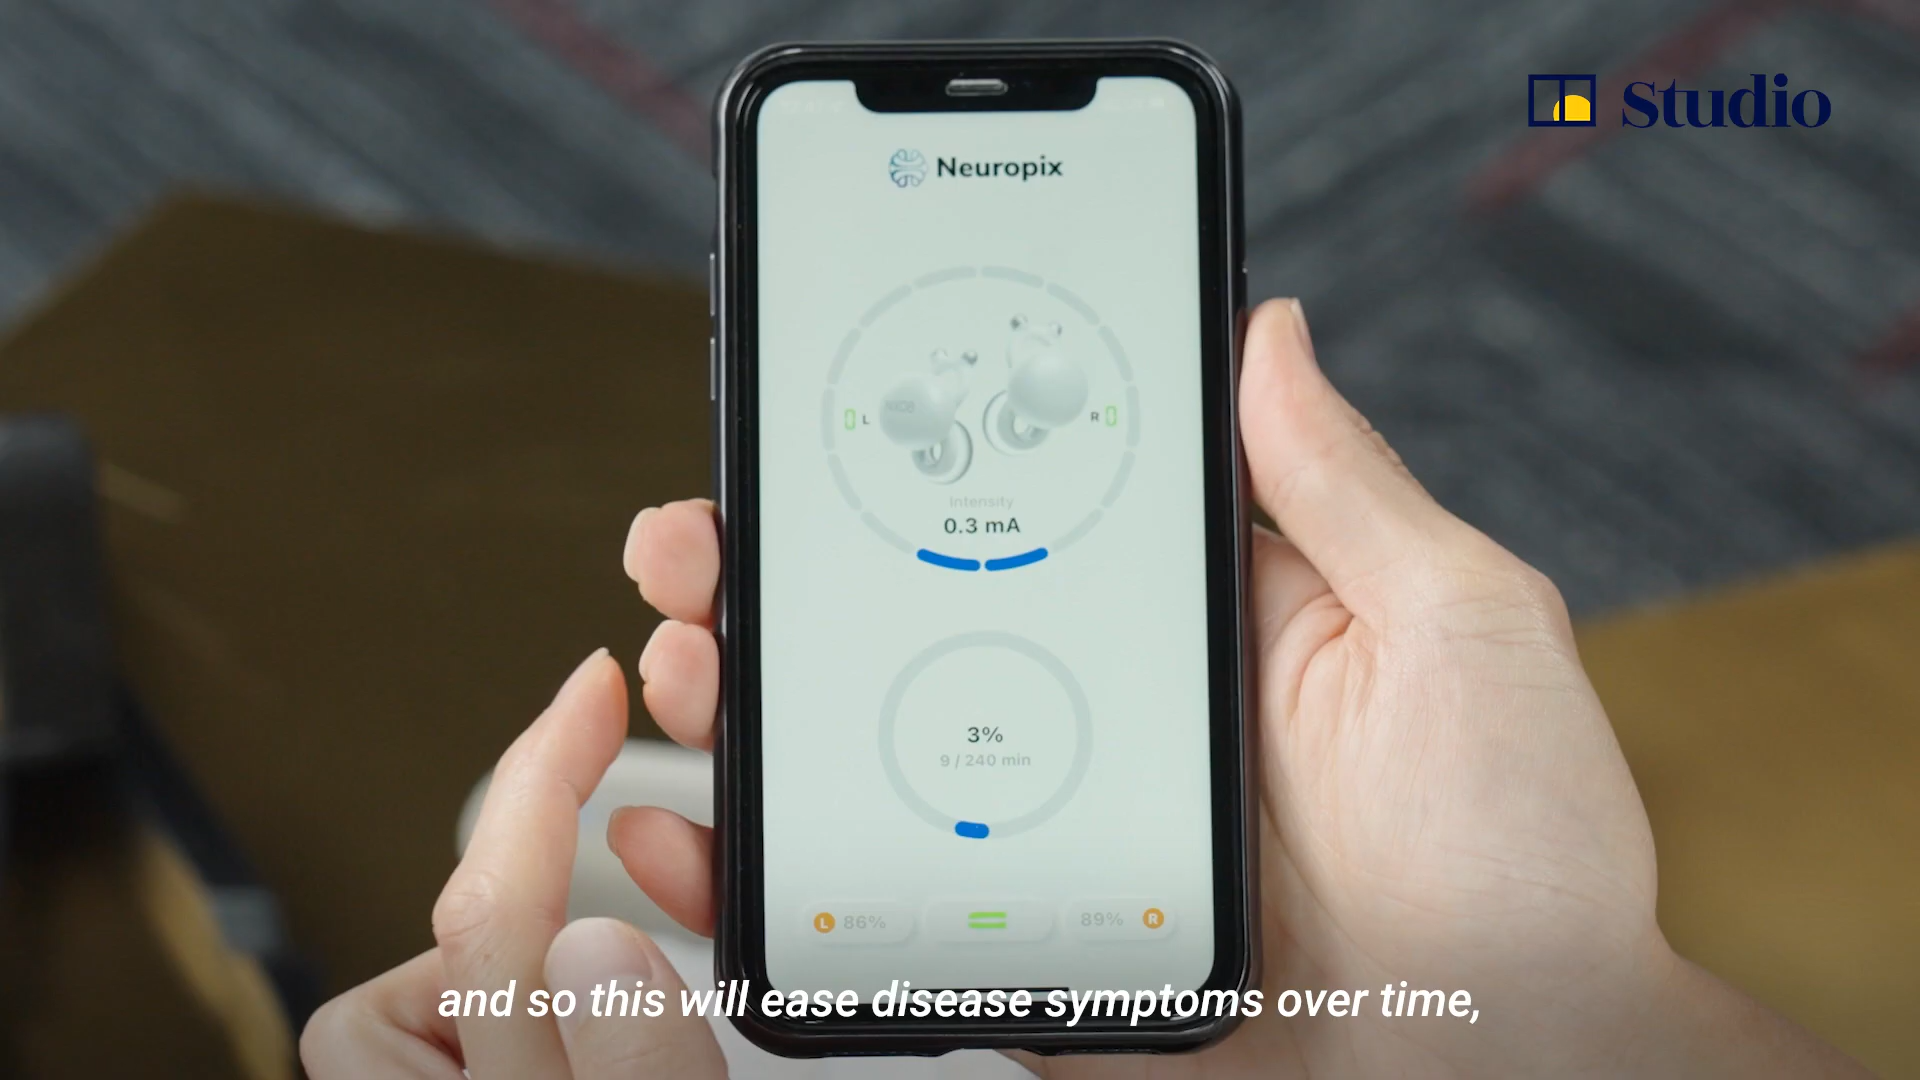 Studio
Neuropix
L
R
Intensity
0.3 mA
3%
9 / 240 min
L 86%
89% R
and so this will ease disease symptoms over time,